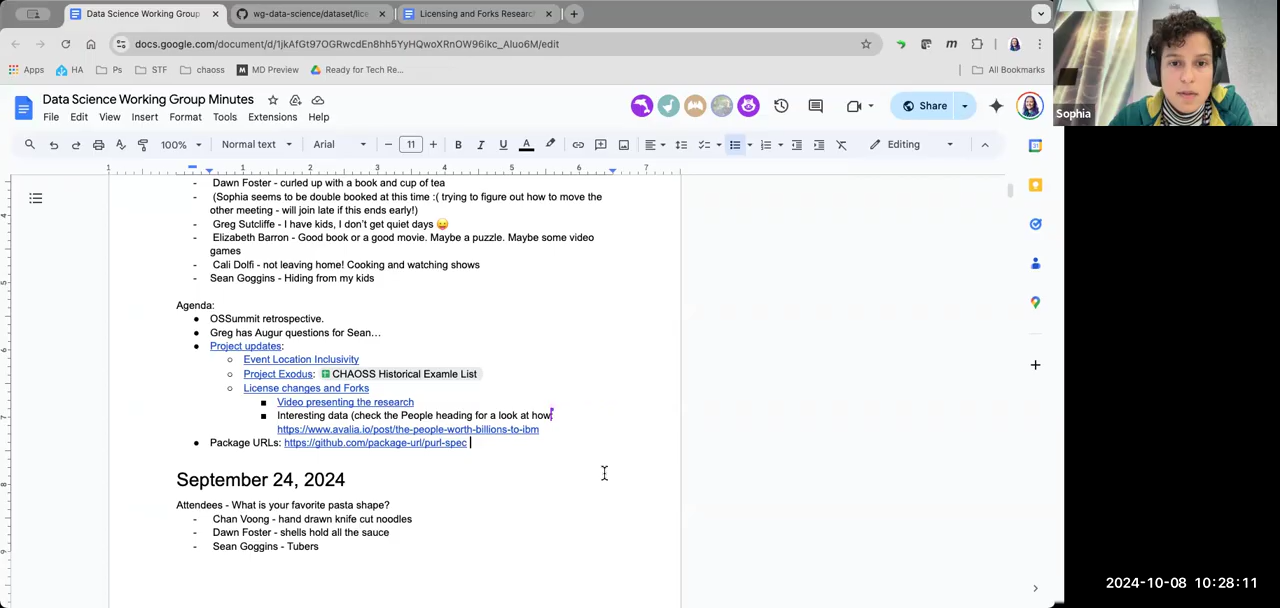 Data Science Working Group
wg-data-science/dataset/lice
Licensing and Forks Researc
docs.google.com/document/d/1jkAfGt97OGRwcdEn8hh5YyHQwoXRnOW96ikc_AIuo6M/edit
Apps
HA
Ps
STF
chaoss
MD Preview
Ready for Tech Re...
All Bookmarks
Data Science Working Group Minutes
File Edit View Insert Format Tools Extensions Help
Share
100%
Normal text
Arial
11
Editing
1 1 2 3 4 5 6 7
- Dawn Foster - curled up with a book and cup of tea
- (Sophia seems to be double booked at this time :( trying to figure out how to move the
other meeting - will join late if this ends early!)
- Greg Sutcliffe - I have kids, I don't get quiet days 😜
- Elizabeth Barron - Good book or a good movie. Maybe a puzzle. Maybe some video
games
- Cali Dolfi - not leaving home! Cooking and watching shows
- Sean Goggins - Hiding from my kids
Agenda:
● OSSummit retrospective.
● Greg has Augur questions for Sean…
● Project updates:
○ Event Location Inclusivity
○ Project Exodus: CHAOSS Historical Examle List
○ License changes and Forks
■ Video presenting the research
■ Interesting data (check the People heading for a look at how
https://www.avalia.io/post/the-people-worth-billions-to-ibm
● Package URLs: https://github.com/package-url/purl-spec
September 24, 2024
Attendees - What is your favorite pasta shape?
- Chan Voong - hand drawn knife cut noodles
- Dawn Foster - shells hold all the sauce
- Sean Goggins - Tubers
Sophia
2024-10-08 10:28:11